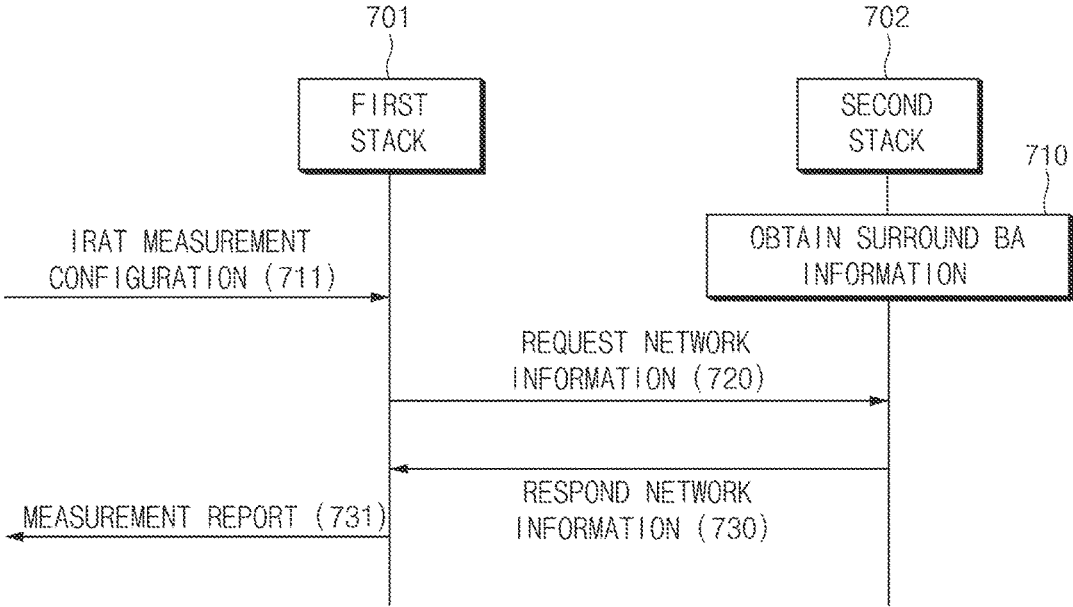 701
702
FIRST
STACK
SECOND
STACK
710
OBTAIN SURROUND BA
INFORMATION
IRAT MEASUREMENT
CONFIGURATION (711)
REQUEST NETWORK
INFORMATION (720)
RESPOND NETWORK
INFORMATION (730)
MEASUREMENT REPORT (731)